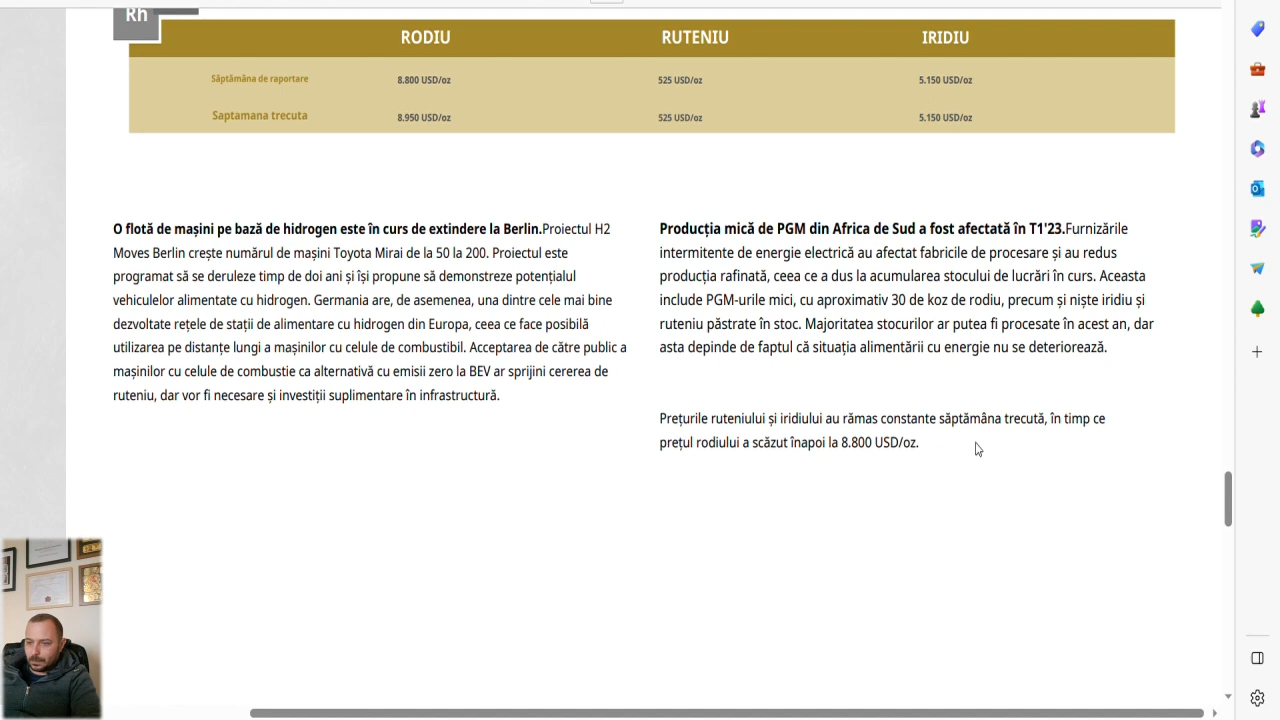 Rh
RODIU RUTENIU IRIDIU
Săptămâna de raportare 8.800 USD/oz 525 USD/oz 5.150 USD/oz
Saptamana trecuta 8.950 USD/oz 525 USD/oz 5.150 USD/oz
O flotă de mașini pe bază de hidrogen este în curs de extindere la Berlin.Proiectul H2
Moves Berlin crește numărul de mașini Toyota Mirai de la 50 la 200. Proiectul este
programat să se deruleze timp de doi ani și își propune să demonstreze potențialul
vehiculelor alimentate cu hidrogen. Germania are, de asemenea, una dintre cele mai bine
dezvoltate rețele de stații de alimentare cu hidrogen din Europa, ceea ce face posibilă
utilizarea pe distanțe lungi a mașinilor cu celule de combustibil. Acceptarea de către public a
mașinilor cu celule de combustie ca alternativă cu emisii zero la BEV ar sprijini cererea de
ruteniu, dar vor fi necesare și investiții suplimentare în infrastructură.
Producția mică de PGM din Africa de Sud a fost afectată în T1'23.Furnizările
intermitente de energie electrică au afectat fabricile de procesare și au redus
producția rafinată, ceea ce a dus la acumularea stocului de lucrări în curs. Aceasta
include PGM-urile mici, cu aproximativ 30 de koz de rodiu, precum și niște iridiu și
ruteniu păstrate în stoc. Majoritatea stocurilor ar putea fi procesate în acest an, dar
asta depinde de faptul că situația alimentării cu energie nu se deteriorează.
Prețurile ruteniului și iridiului au rămas constante săptămâna trecută, în timp ce
prețul rodiului a scăzut înapoi la 8.800 USD/oz.